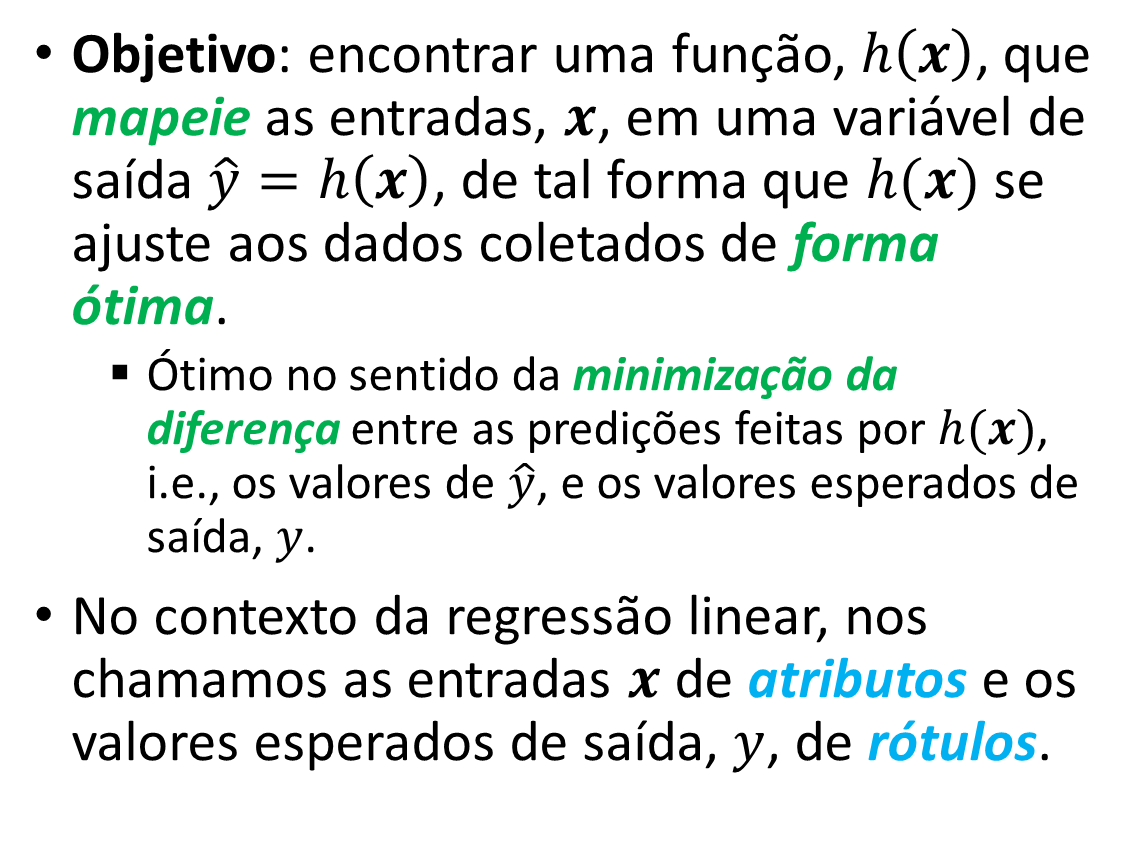 • Objetivo: encontrar uma função, ℎ(𝒙), que
mapeie as entradas, 𝒙, em uma variável de
saída ŷ = ℎ(𝒙), de tal forma que ℎ(𝒙) se
ajuste aos dados coletados de forma
ótima.
▪ Ótimo no sentido da minimização da
diferença entre as predições feitas por ℎ(𝒙),
i.e., os valores de ŷ, e os valores esperados de
saída, 𝑦.
• No contexto da regressão linear, nos
chamamos as entradas 𝒙 de atributos e os
valores esperados de saída, 𝑦, de rótulos.